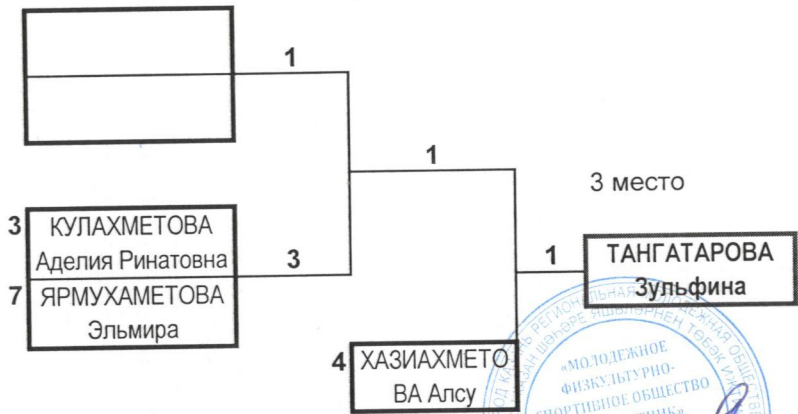 1
1
3 место
3 КУЛАХМЕТОВА
Аделия Ринатовна
3
7 ЯРМУХАМЕТОВА
Эльмира
1
ТАНГАТАРОВА
Зульфина
4 ХАЗИАХМЕТО
ВА Алсу
«МОЛОДЕЖНОЕ
ФИЗКУЛЬТУРНО-
СПОРТИВНОЕ ОБЩЕСТВО